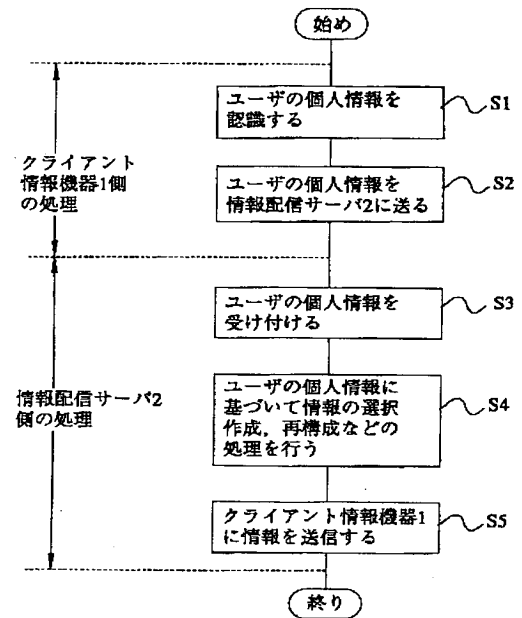 始め
ユーザの個人情報を
認識する
S1
クライアント
情報機器1側
の処理
ユーザの個人情報を
情報配信サーバ2に送る
S2
ユーザの個人情報を
受け付ける
S3
情報配信サーバ2
側の処理
ユーザの個人情報に
基づいて情報の選択
作成，再構成などの
処理を行う
S4
クライアント情報機器1
に情報を送信する
S5
終り